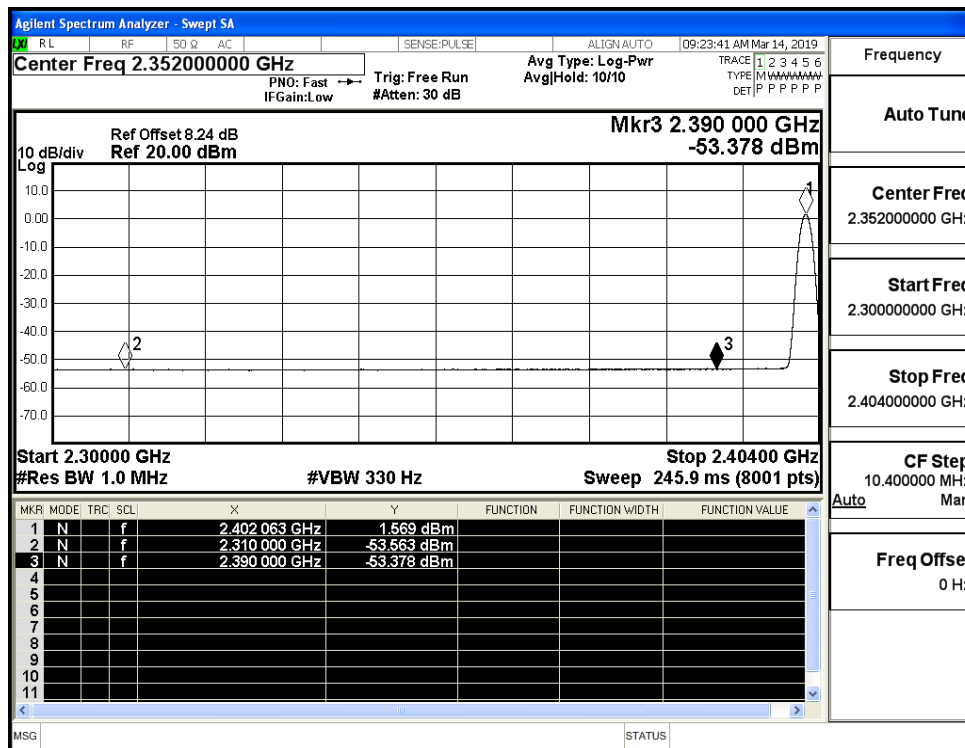 Agilent Spectrum Analyzer - Swept SA
LXI RL RF 50 Ω AC SENSE:PULSE ALIGN AUTO 09:23:41 AM Mar 14, 2019
Center Freq 2.352000000 GHz
PNO: Fast
IFGain:Low
Trig: Free Run
#Atten: 30 dB
Avg Type: Log-Pwr
Avg|Hold: 10/10
TRACE 1 2 3 4 5 6
TYPE M W W W W W
DET P P P P P P
Ref Offset 8.24 dB
10 dB/div Ref 20.00 dBm
Log
Mkr3 2.390 000 GHz
-53.378 dBm
10.0
0.00
-10.0
-20.0
-30.0
-40.0
-50.0
-60.0
-70.0
1
2
3
Start 2.30000 GHz Stop 2.40400 GHz
#Res BW 1.0 MHz #VBW 330 Hz Sweep 245.9 ms (8001 pts)
MKR MODE TRC SCL X Y FUNCTION FUNCTION WIDTH FUNCTION VALUE
1 N f 2.402 063 GHz 1.569 dBm
2 N f 2.310 000 GHz -53.563 dBm
3 N f 2.390 000 GHz -53.378 dBm
4
5
6
7
8
9
10
11
MSG STATUS
Frequency
Auto Tune
Center Freq
2.352000000 GHz
Start Freq
2.300000000 GHz
Stop Freq
2.404000000 GHz
CF Step
10.400000 MHz
Auto Man
Freq Offset
0 Hz